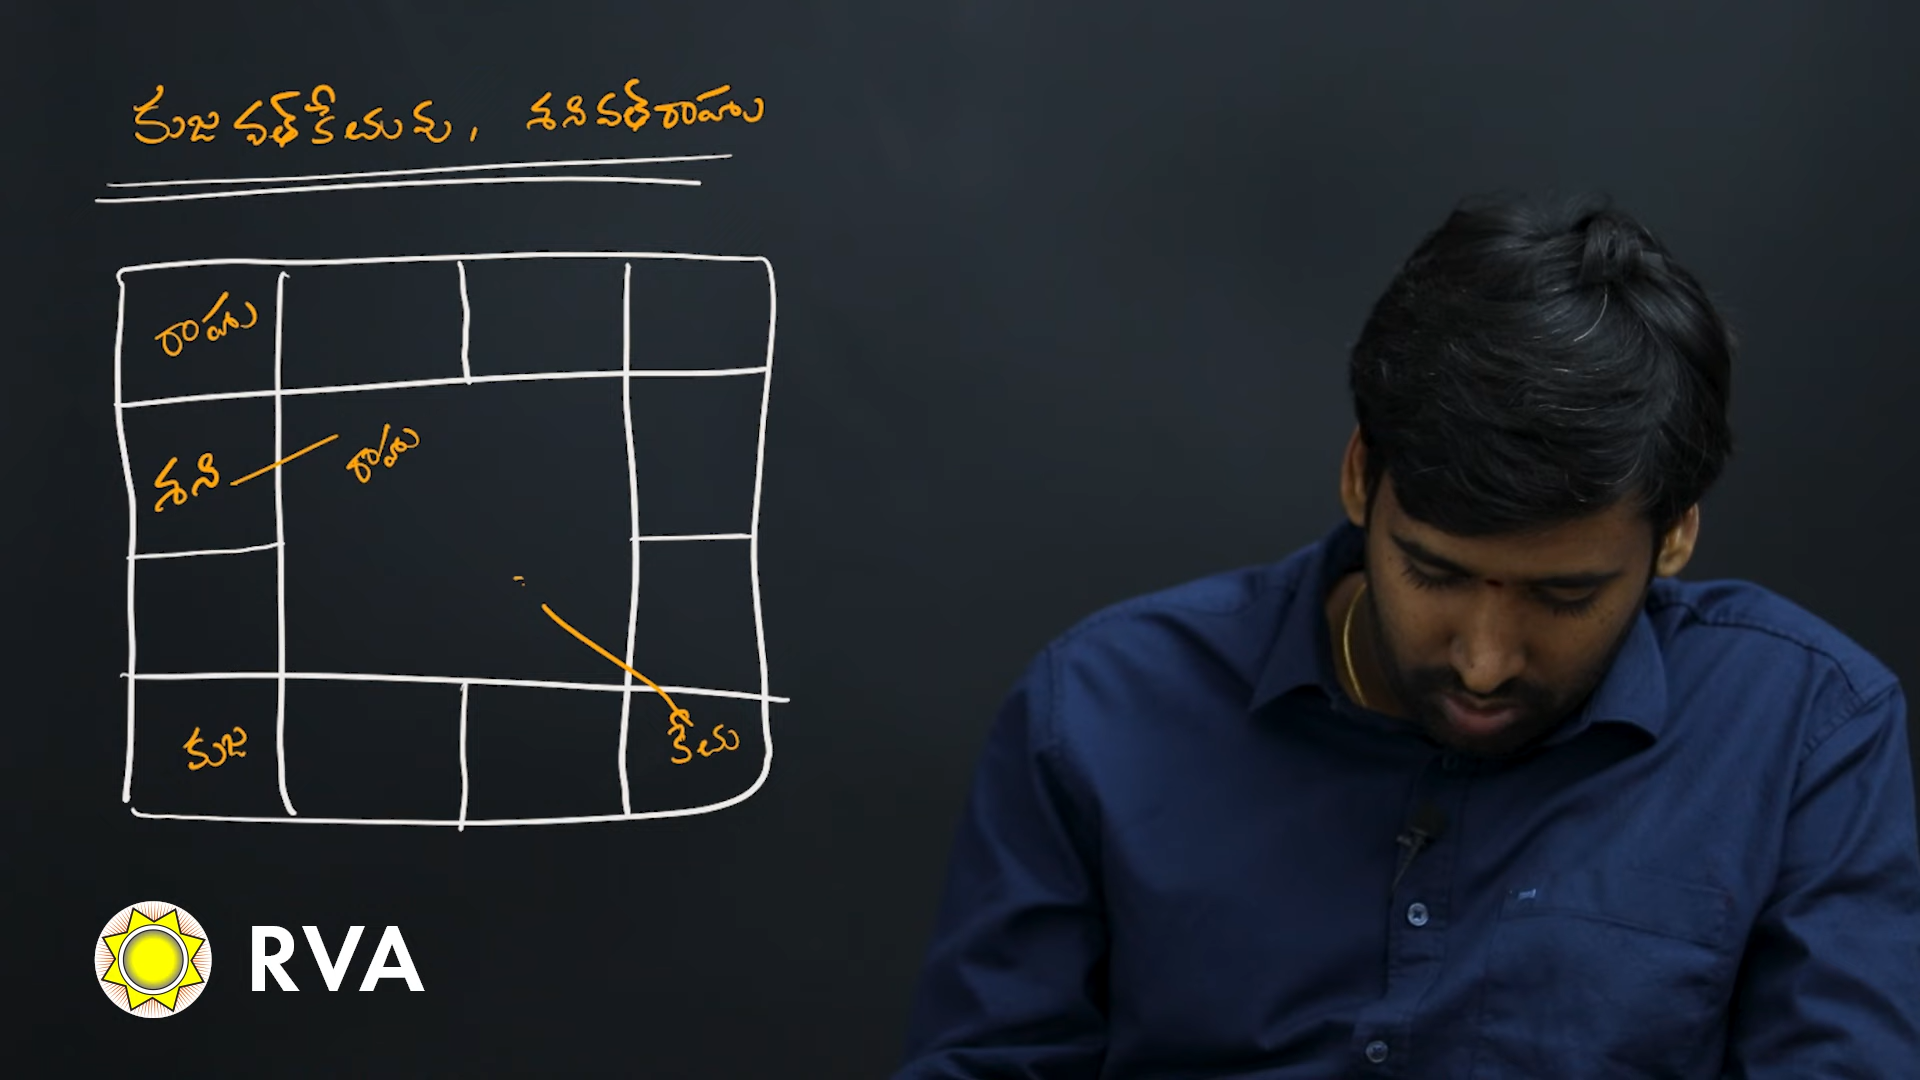 కుజ వత్ కేతువు, శనివత్ రాహు
రాహు
శని రాహు
కుజ కేతు
RVA